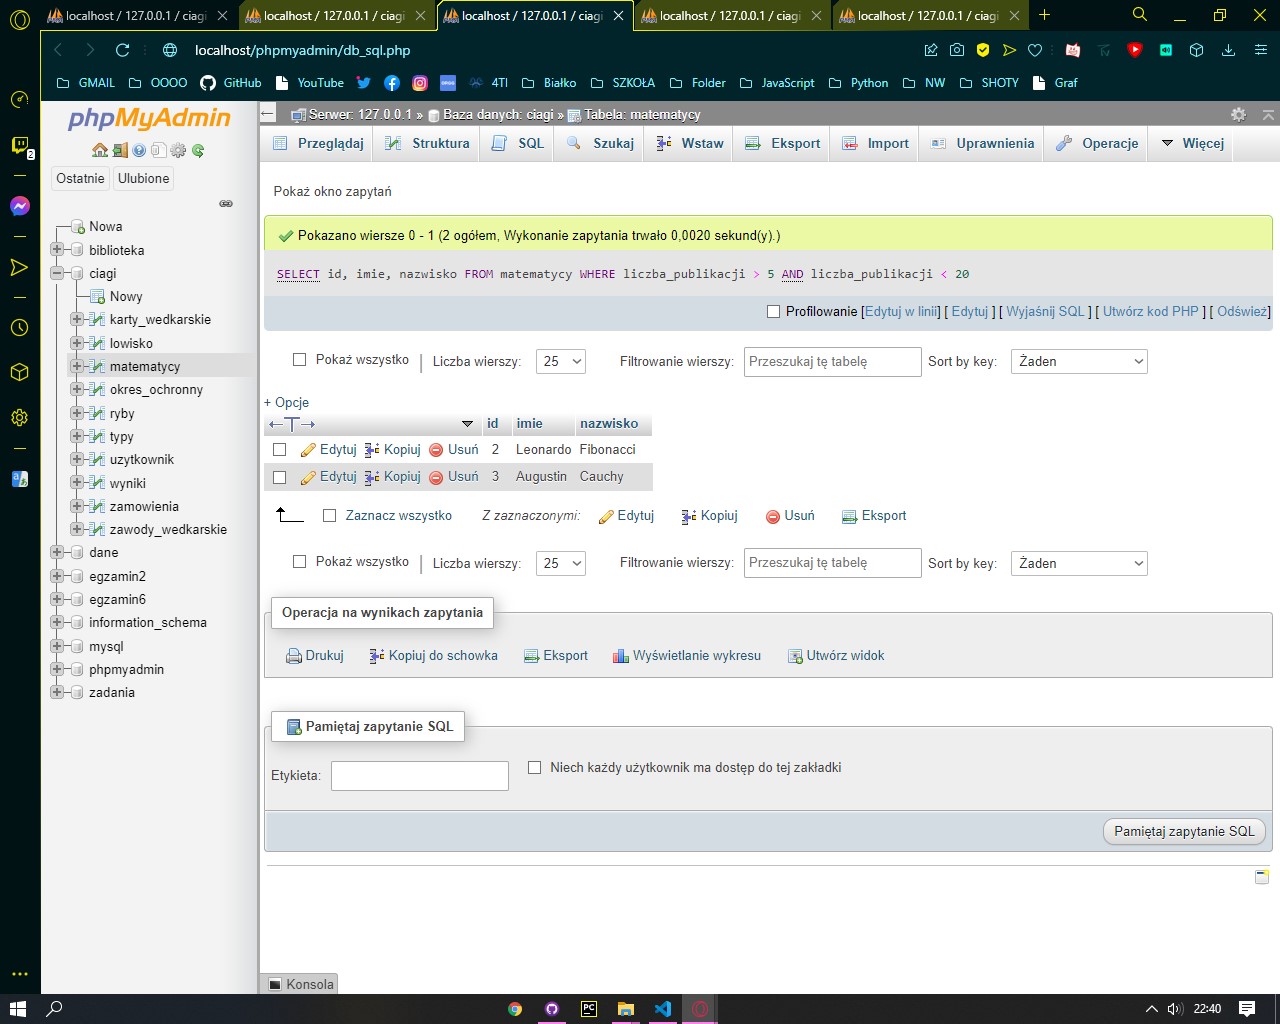 localhost / 127.0.0.1 / ciągi
localhost / 127.0.0.1 / ciągi
localhost / 127.0.0.1 / ciągi
localhost / 127.0.0.1 / ciągi
localhost / 127.0.0.1 / ciągi
localhost/phpmyadmin/db_sql.php
GMAIL OOOO GitHub YouTube 4TI Białko SZKOŁA Folder JavaScript Python NW SHOTY Graf
2
phpMyAdmin
Ostatnie Ulubione
Nowa
biblioteka
ciagi
Nowy
karty_wedkarskie
lowisko
matematycy
okres_ochronny
ryby
typy
uzytkownik
wyniki
zamowienia
zawody_wedkarskie
dane
egzamin2
egzamin6
information_schema
mysql
phpmyadmin
zadania
Serwer: 127.0.0.1 » Baza danych: ciagi » Tabela: matematycy
Przeglądaj Struktura SQL Szukaj Wstaw Eksport Import Uprawnienia Operacje Więcej
Pokaż okno zapytań
Pokazano wiersze 0 - 1 (2 ogółem, Wykonanie zapytania trwało 0,0020 sekund(y).)
SELECT id, imie, nazwisko FROM matematycy WHERE liczba_publikacji > 5 AND liczba_publikacji < 20
Profilowanie [Edytuj w linii] [ Edytuj ] [ Wyjaśnij SQL ] [ Utwórz kod PHP ] [ Odśwież]
Pokaż wszystko | Liczba wierszy: 25 Filtrowanie wierszy: Przeszukaj tę tabelę Sort by key: Żaden
+ Opcje
←T→ id imie nazwisko
Edytuj Kopiuj Usuń 2 Leonardo Fibonacci
Edytuj Kopiuj Usuń 3 Augustin Cauchy
Zaznacz wszystko Z zaznaczonymi: Edytuj Kopiuj Usuń Eksport
Pokaż wszystko | Liczba wierszy: 25 Filtrowanie wierszy: Przeszukaj tę tabelę Sort by key: Żaden
Operacja na wynikach zapytania
Drukuj Kopiuj do schowka Eksport Wyświetlanie wykresu Utwórz widok
Pamiętaj zapytanie SQL
Etykieta: Niech każdy użytkownik ma dostęp do tej zakładki
Pamiętaj zapytanie SQL
Konsola
PC
22:40